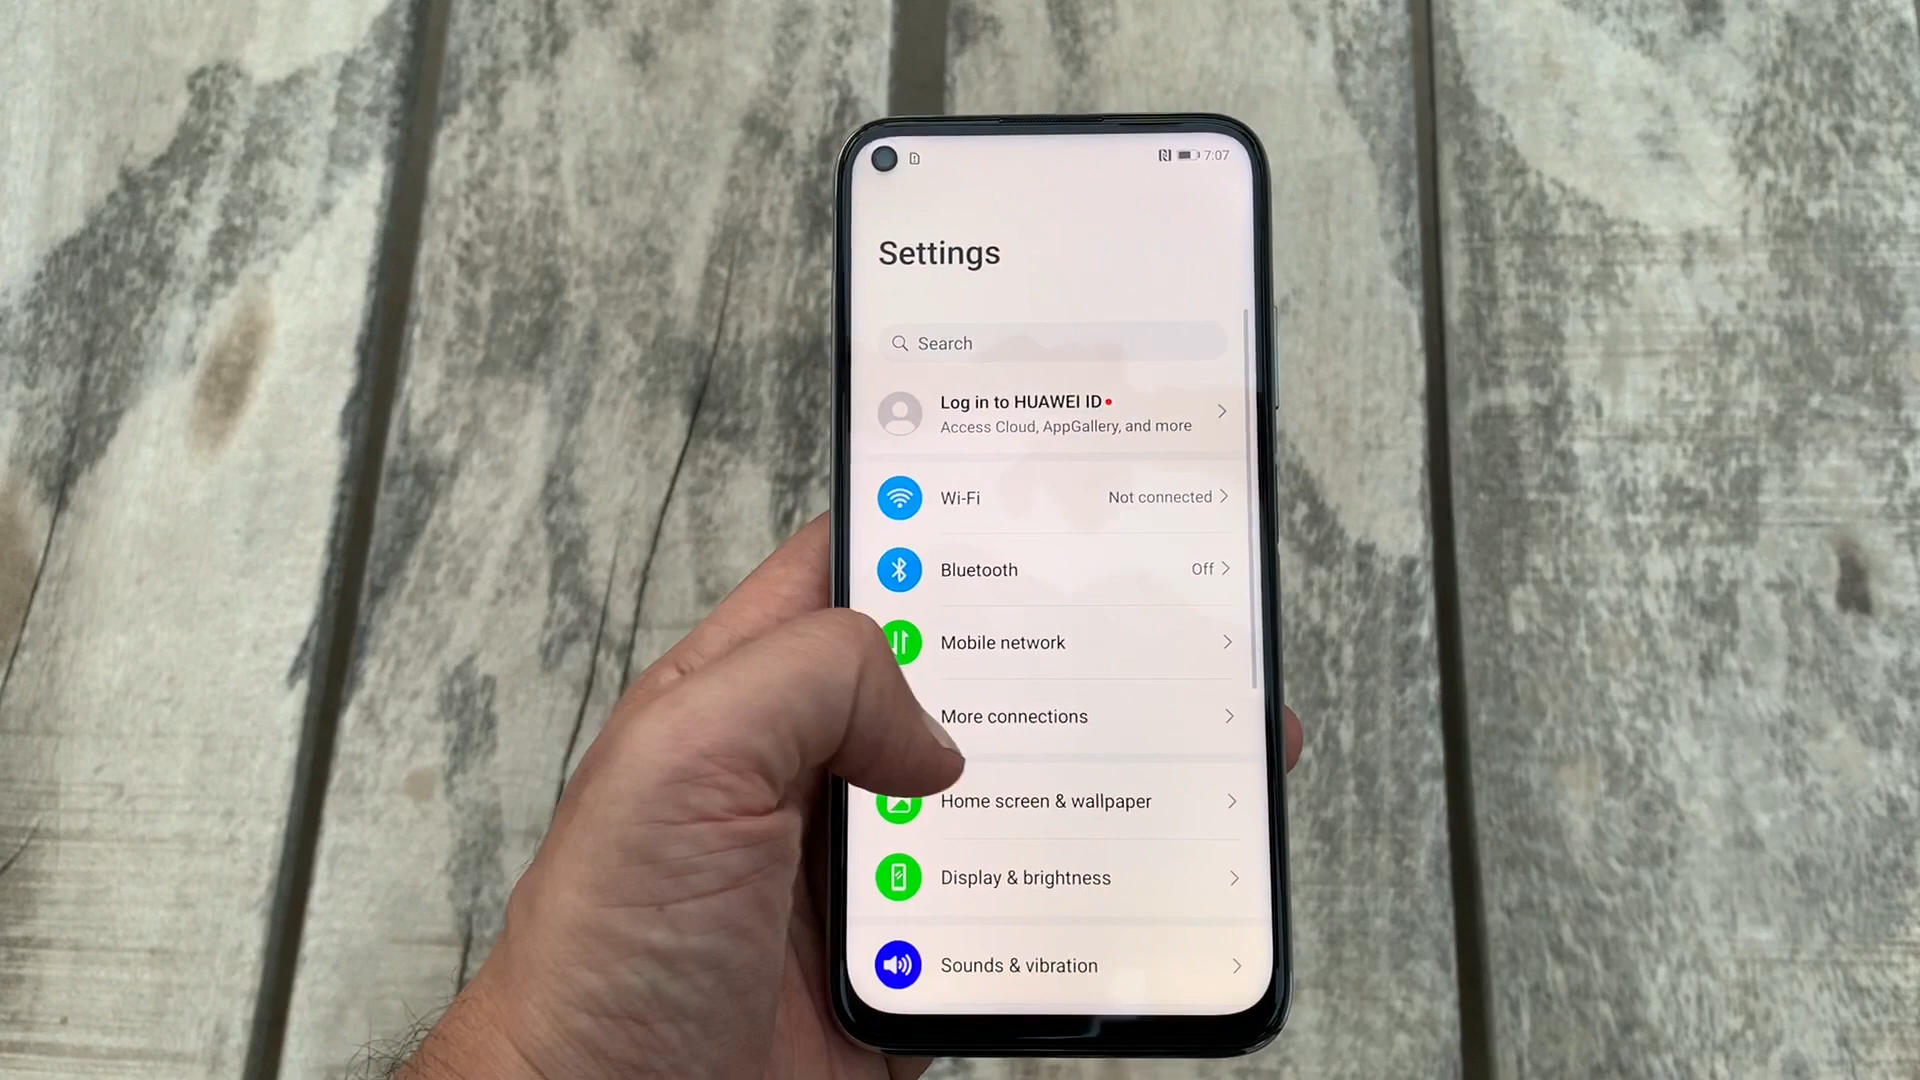 7:07
Settings
Search
Log in to HUAWEI ID
Access Cloud, AppGallery, and more
Wi-Fi Not connected
Bluetooth Off
Mobile network
More connections
Home screen & wallpaper
Display & brightness
Sounds & vibration